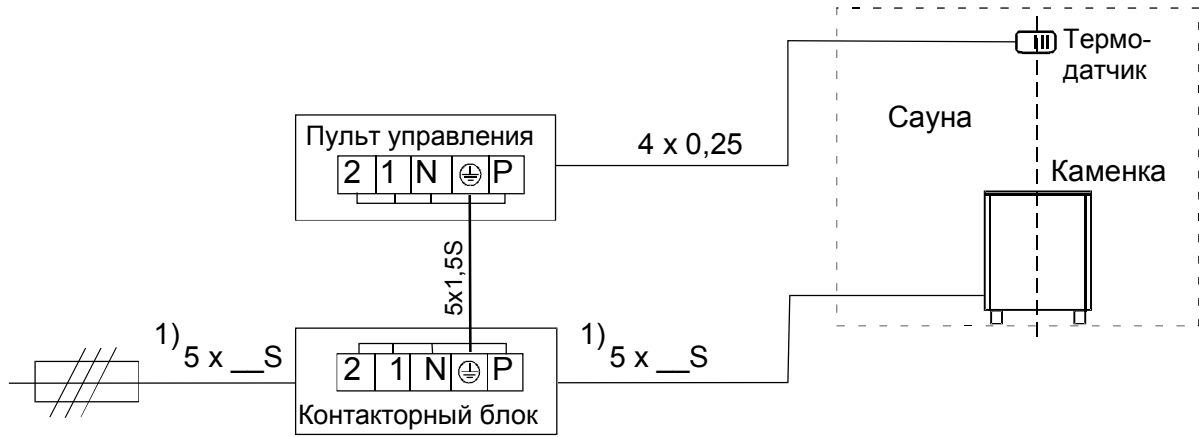 Термо-
датчик
Сауна
Пульт управления
4 x 0,25
2 1 N ⏚ P
Каменка
5x1,5S
1) 5 x __S
1) 5 x __S
2 1 N ⏚ P
Контакторный блок